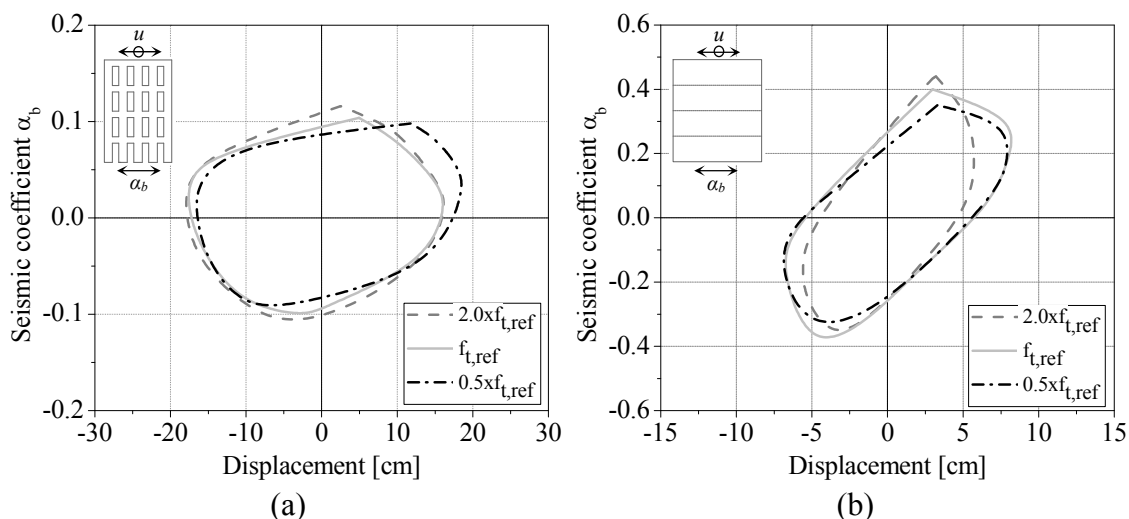 0.2
0.1
0.0
-0.1
-0.2
Seismic coefficient α_b
u
α_b
2.0xf_t,ref
f_t,ref
0.5xf_t,ref
-30 -20 -10 0 10 20 30
Displacement [cm]
(a)
0.6
0.4
0.2
0.0
-0.2
-0.4
-0.6
Seismic coefficient α_b
u
α_b
2.0xf_t,ref
f_t,ref
0.5xf_t,ref
-15 -10 -5 0 5 10 15
Displacement [cm]
(b)